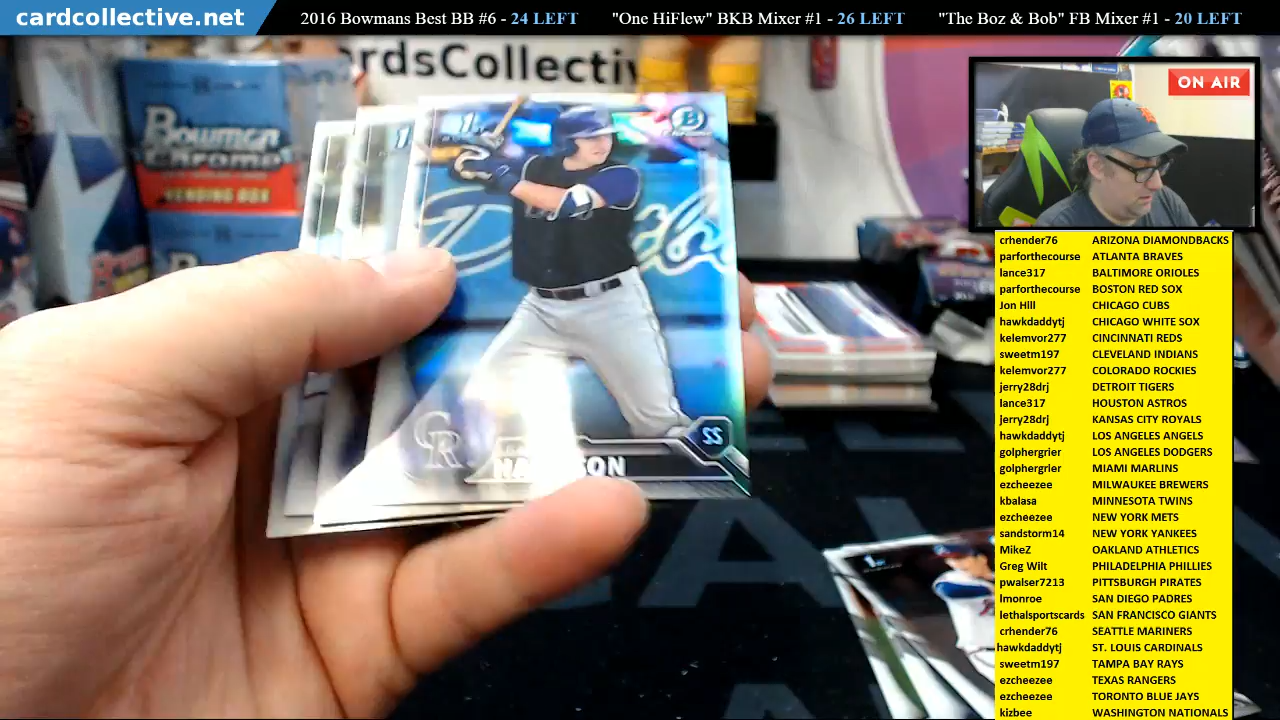 cardcollective.net
2016 Bowmans Best BB #6 - 24 LEFT "One HiFlew" BKB Mixer #1 - 26 LEFT "The Boz & Bob" FB Mixer #1 - 20 LEFT
ON AIR
Bowman
Chrome
VENDING BOX
1st
B
Chrome
CR
SS
crhender76 ARIZONA DIAMONDBACKS
parforthecourse ATLANTA BRAVES
lance317 BALTIMORE ORIOLES
parforthecourse BOSTON RED SOX
Jon Hill CHICAGO CUBS
hawkdaddytj CHICAGO WHITE SOX
kelemvor277 CINCINNATI REDS
sweetm197 CLEVELAND INDIANS
kelemvor277 COLORADO ROCKIES
jerry28drj DETROIT TIGERS
lance317 HOUSTON ASTROS
jerry28drj KANSAS CITY ROYALS
hawkdaddytj LOS ANGELES ANGELS
golphergrier LOS ANGELES DODGERS
golphergrier MIAMI MARLINS
ezcheezee MILWAUKEE BREWERS
kbalasa MINNESOTA TWINS
ezcheezee NEW YORK METS
sandstorm14 NEW YORK YANKEES
MikeZ OAKLAND ATHLETICS
Greg Wilt PHILADELPHIA PHILLIES
pwalser7213 PITTSBURGH PIRATES
lmonroe SAN DIEGO PADRES
lethalsportscards SAN FRANCISCO GIANTS
crhender76 SEATTLE MARINERS
hawkdaddytj ST. LOUIS CARDINALS
sweetm197 TAMPA BAY RAYS
ezcheezee TEXAS RANGERS
ezcheezee TORONTO BLUE JAYS
kizbee WASHINGTON NATIONALS